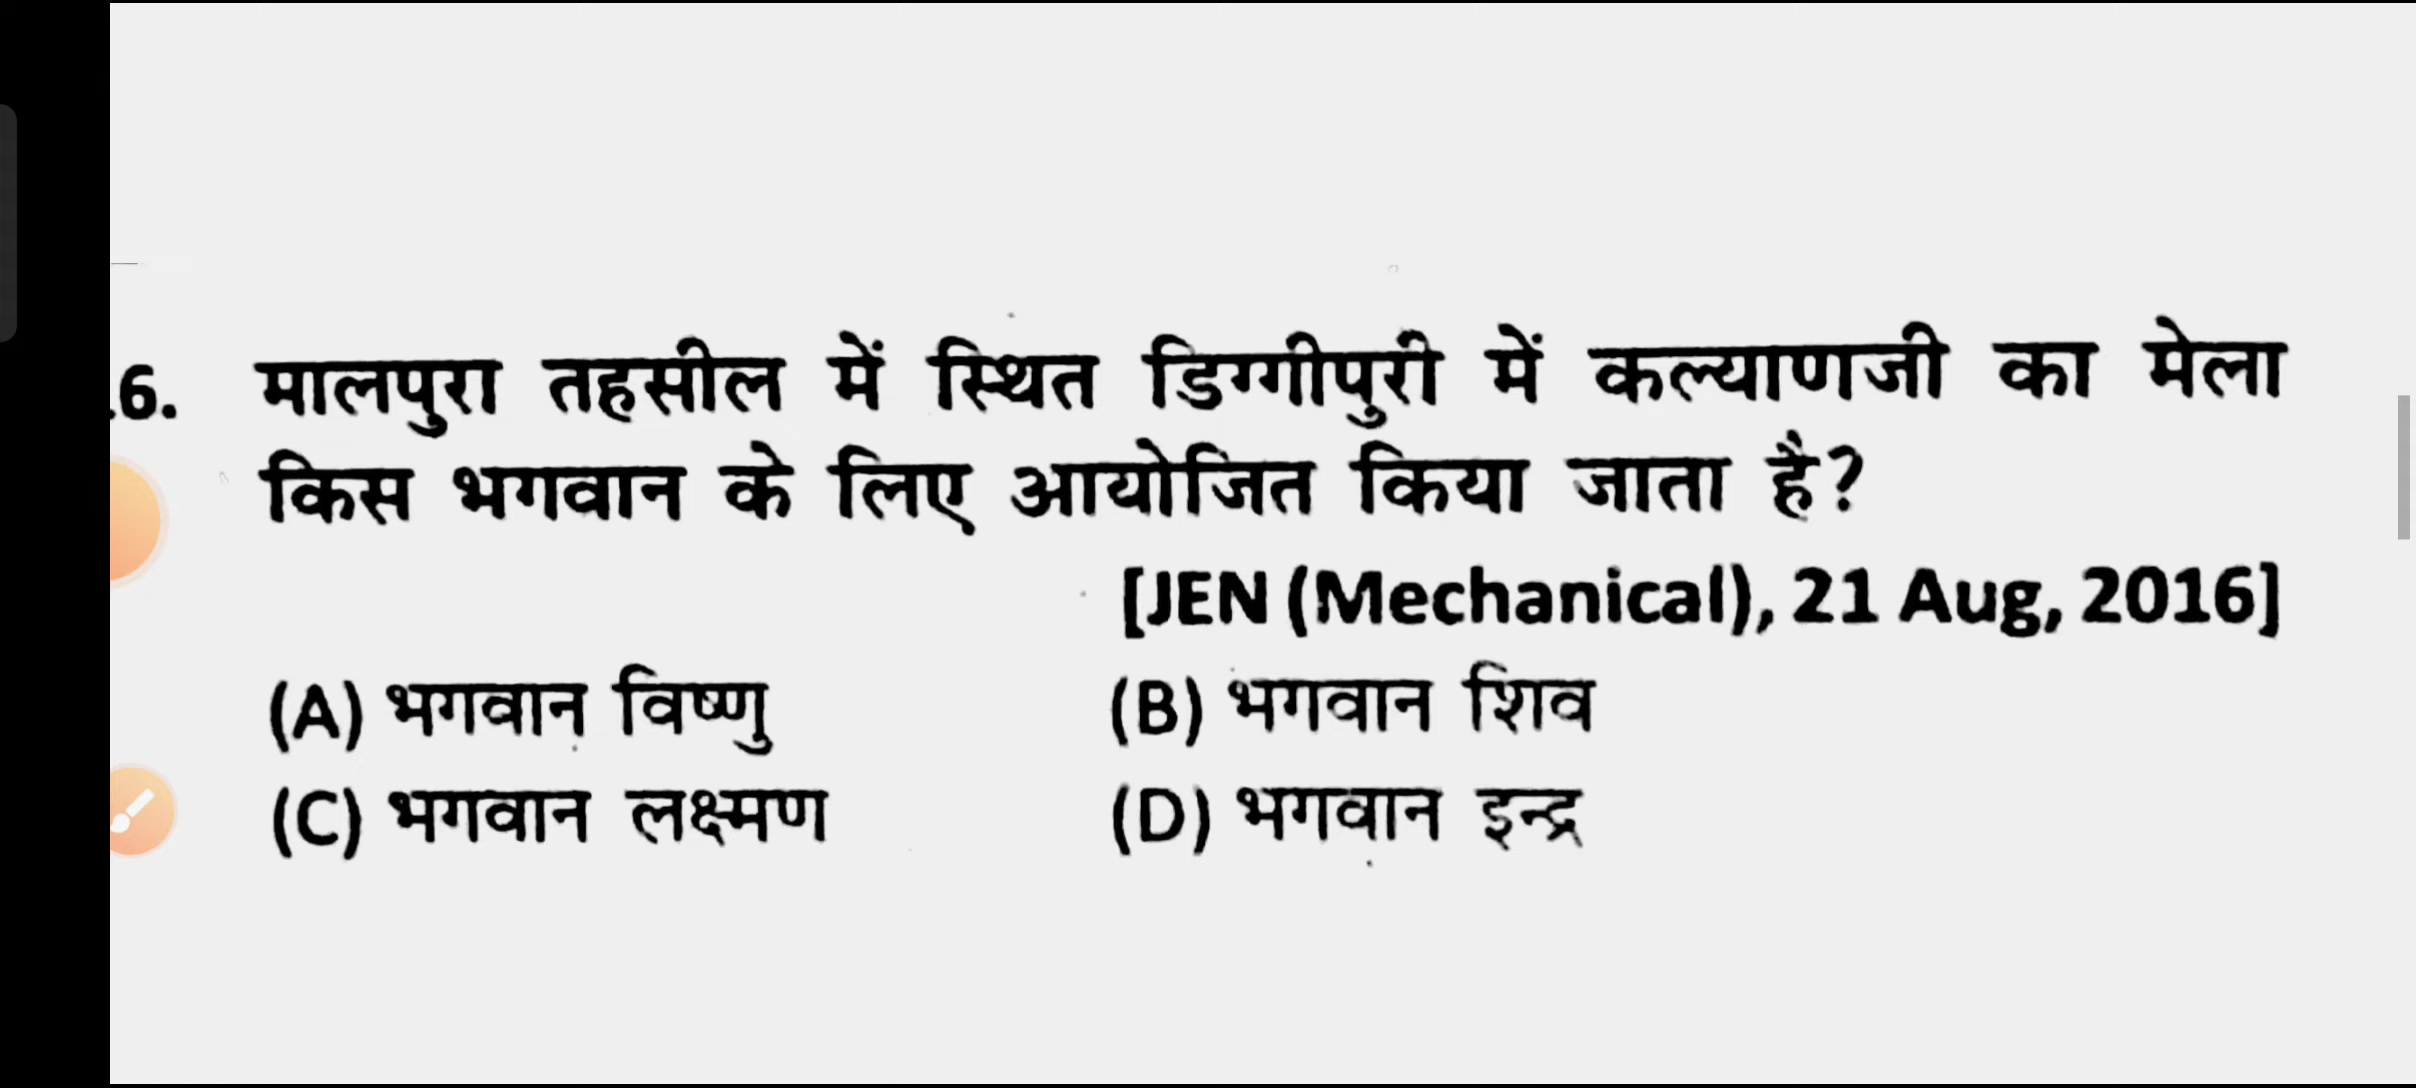 .6. मालपुरा तहसील में स्थित डिग्गीपुरी में कल्याणजी का मेला
किस भगवान के लिए आयोजित किया जाता है?
[JEN (Mechanical), 21 Aug, 2016]
(A) भगवान विष्णु (B) भगवान शिव
(C) भगवान लक्ष्मण (D) भगवान इन्द्र